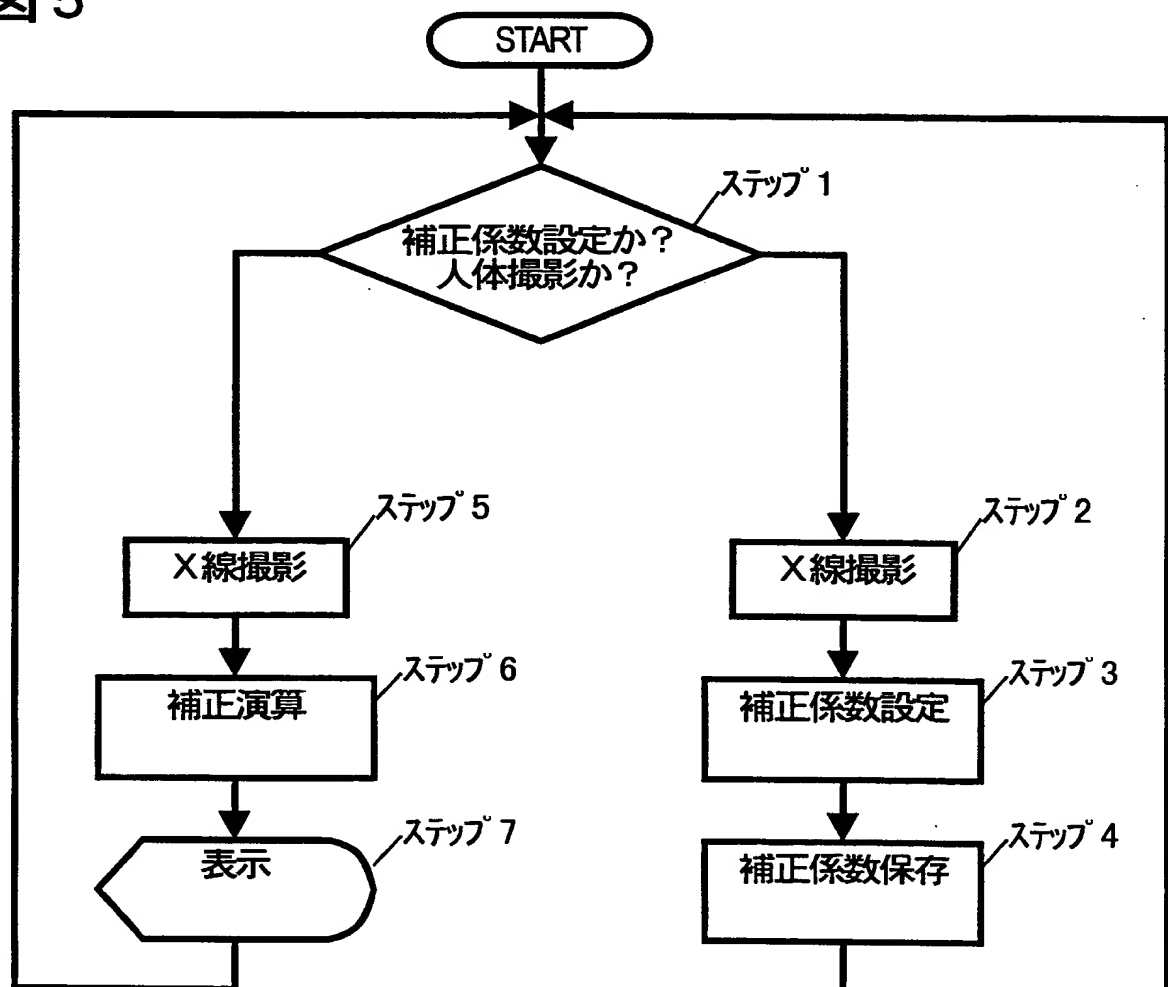 図5
START
ステップ1
補正係数設定か？
人体撮影か？
ステップ5
X線撮影
ステップ6
補正演算
ステップ7
表示
ステップ2
X線撮影
ステップ3
補正係数設定
ステップ4
補正係数保存